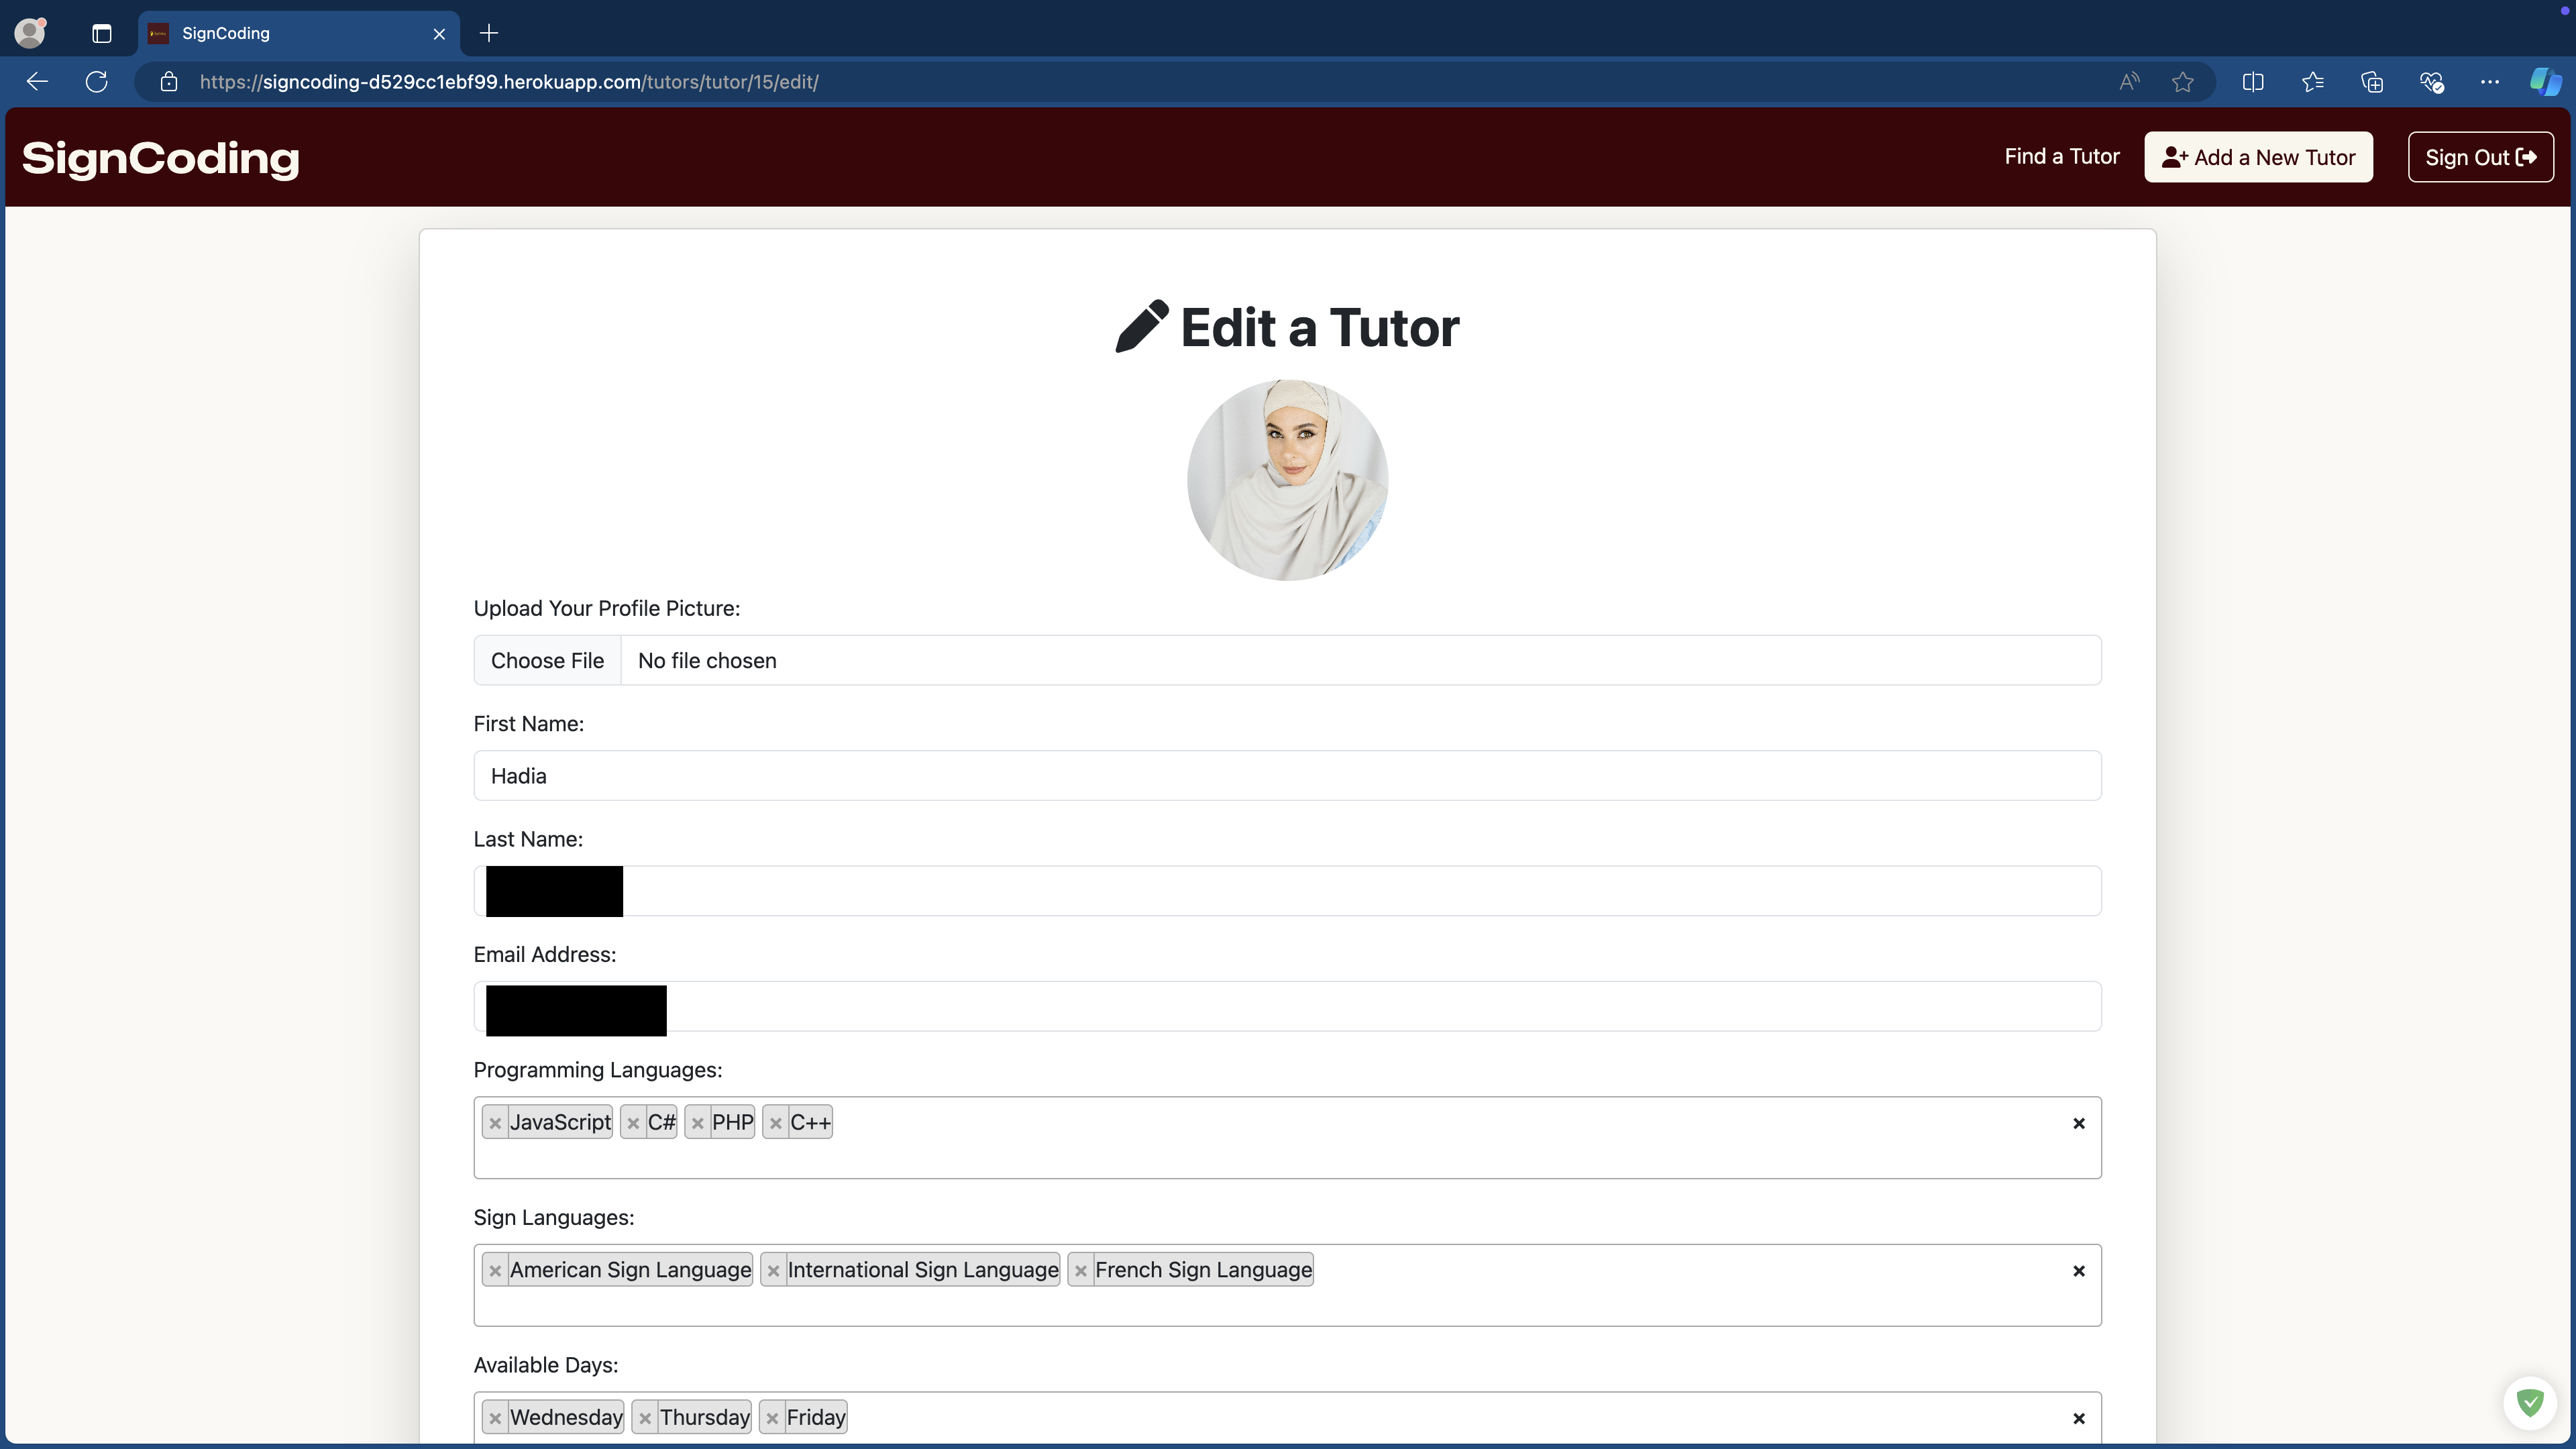 SignCoding
https://signcoding-d529cc1ebf99.herokuapp.com/tutors/tutor/15/edit/
SignCoding
Find a Tutor
Add a New Tutor
Sign Out
Edit a Tutor
Upload Your Profile Picture:
Choose File No file chosen
First Name:
Hadia
Last Name:
Email Address:
Programming Languages:
× JavaScript × C# × PHP × C++ ×
Sign Languages:
× American Sign Language × International Sign Language × French Sign Language ×
Available Days:
× Wednesday × Thursday × Friday ×